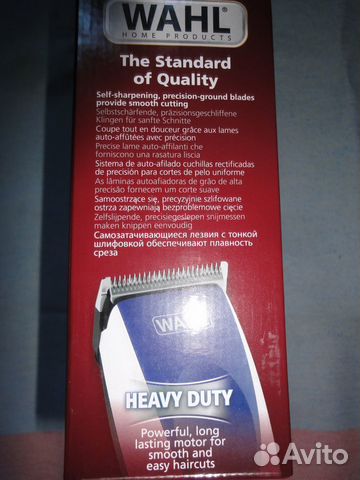 WAHL
HOME PRODUCTS
The Standard
of Quality
Self-sharpening, precision-ground blades
provide smooth cutting
Selbstschärfende, präzisionsgeschliffene
Klingen für sanfte Schnitte
Coupe tout en douceur grâce aux lames
auto-affûtées avec précision
Precise lame auto-affilanti che
forniscono una rasatura liscia
Sistema de auto-afilado cuchillas rectificadas
de precisión para cortes de pelo uniformes
As lâminas autoafiadoras de grão de alta
precisão fornecem um corte suave
Samoostrzące się, precyzyjnie szlifowane
ostrza zapewniają bezproblemowe cięcie
Zelfslijpende, precisiegeslepen snijmessen
maken knippen eenvoudig
Самозатачивающиеся лезвия с тонкой
шлифовкой обеспечивают плавность
среза
WAHL
HEAVY DUTY
Powerful, long
lasting motor for
smooth and
easy haircuts
Avito